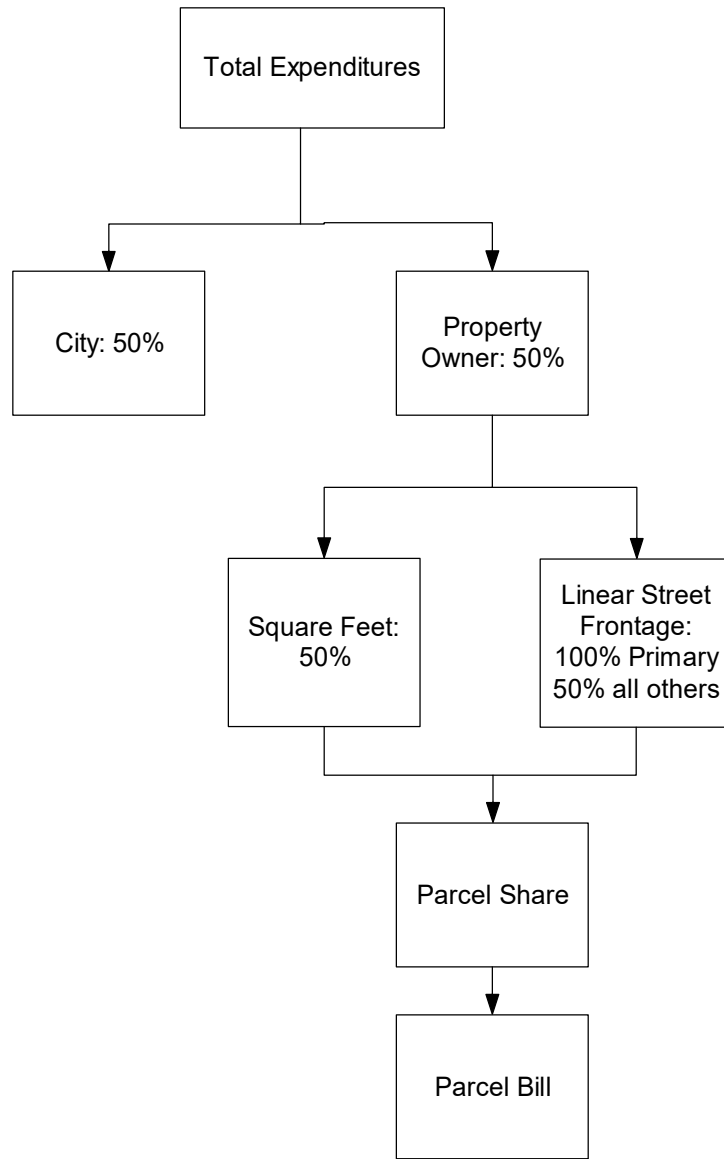 Total Expenditures
City: 50%
Property
Owner: 50%
Square Feet:
50%
Linear Street
Frontage:
100% Primary
50% all others
Parcel Share
Parcel Bill